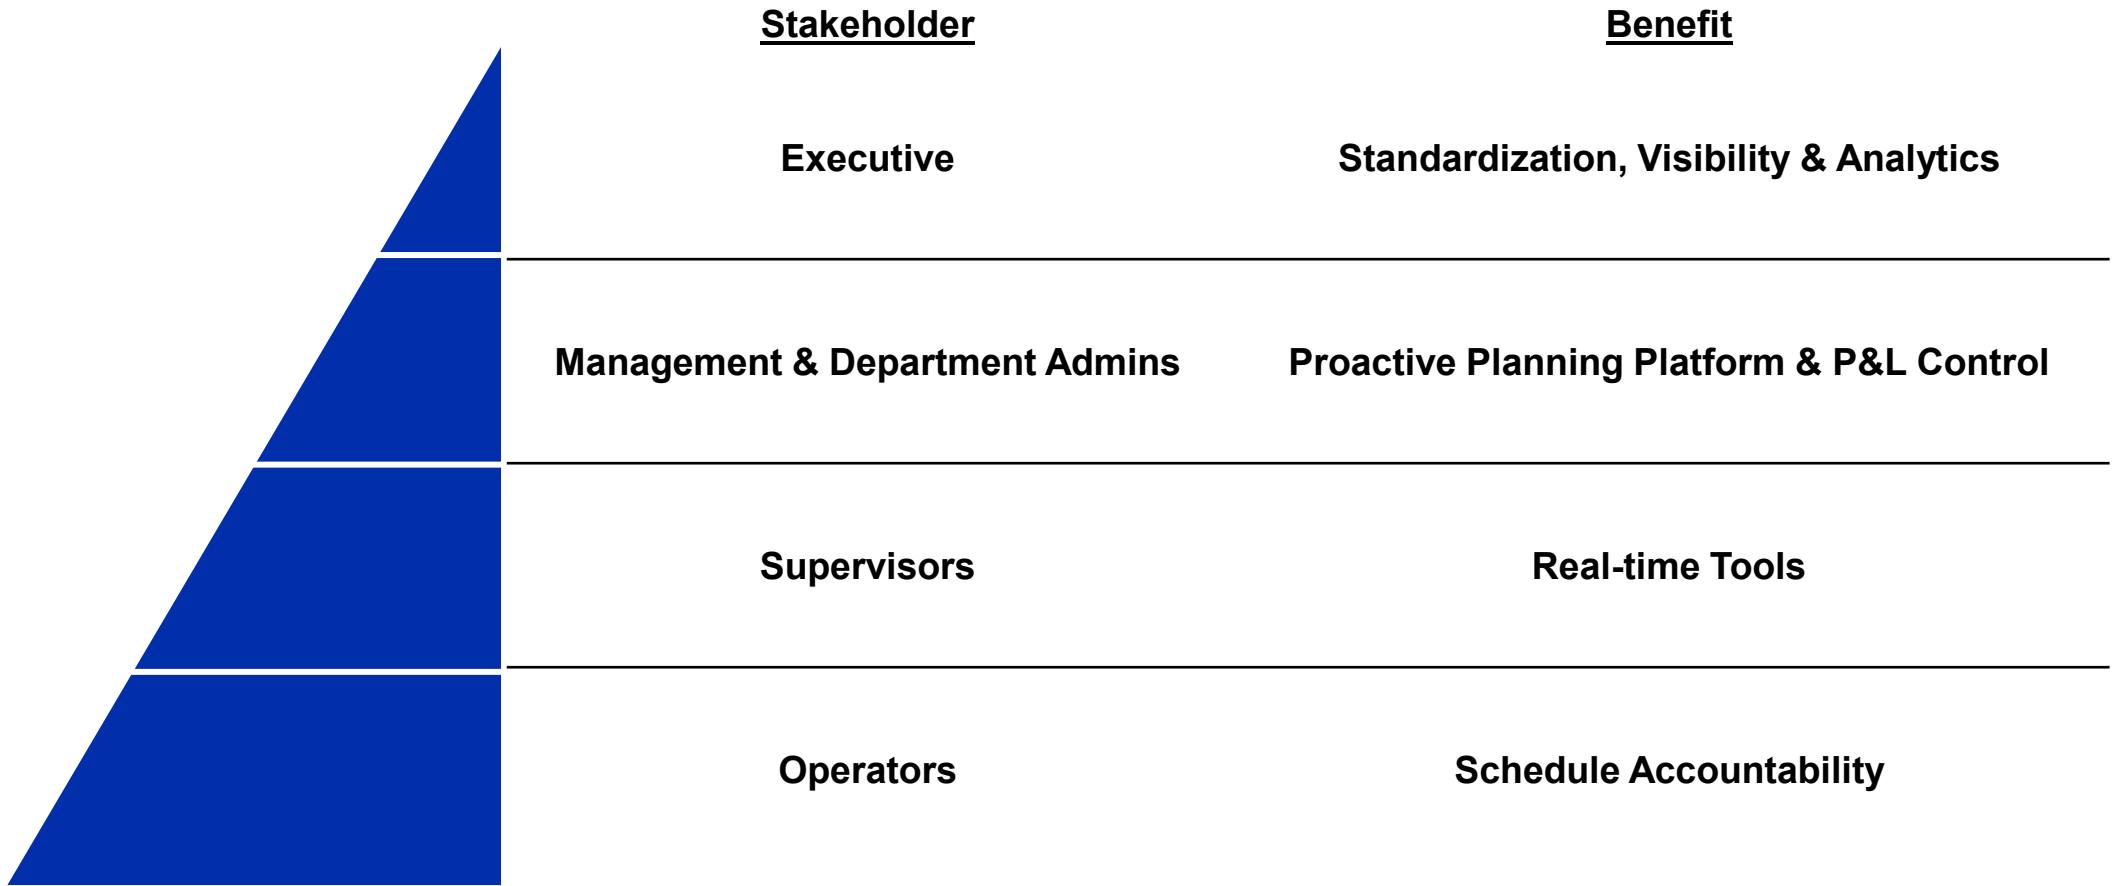 Stakeholder Benefit
Executive Standardization, Visibility & Analytics
Management & Department Admins Proactive Planning Platform & P&L Control
Supervisors Real-time Tools
Operators Schedule Accountability